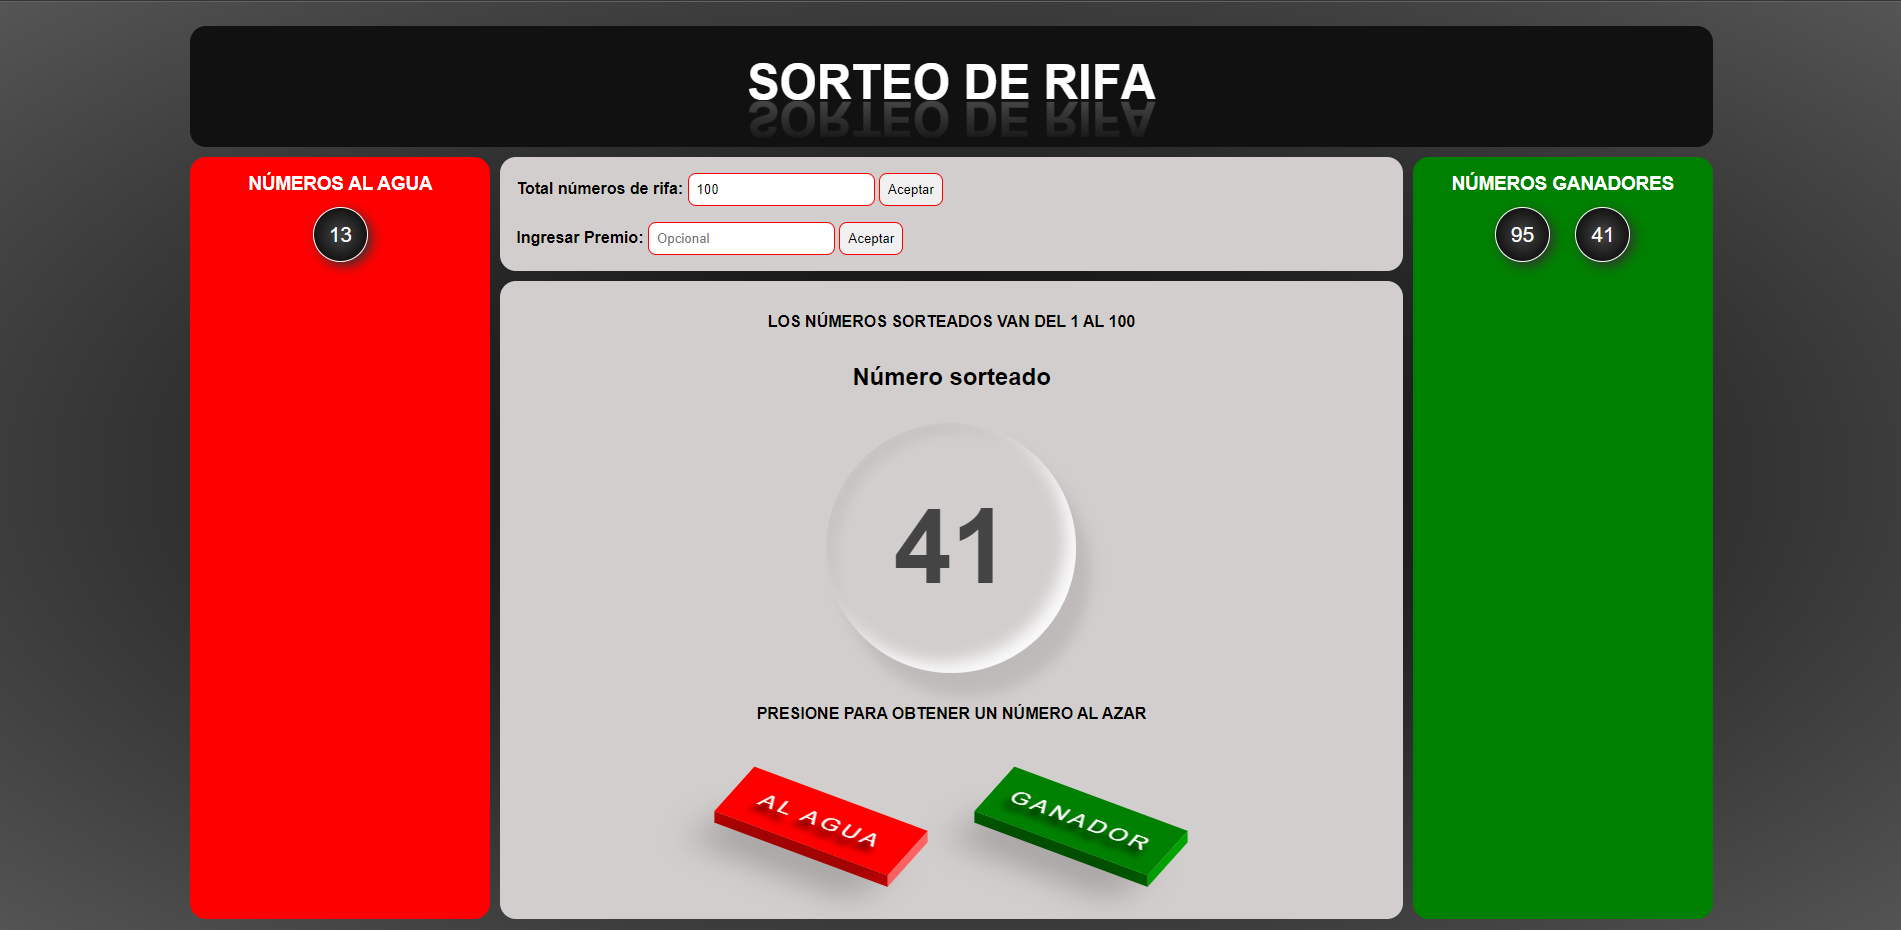 SORTEO DE RIFA
NÚMEROS AL AGUA
13
Total números de rifa: 100 Aceptar
Ingresar Premio: Opcional Aceptar
LOS NÚMEROS SORTEADOS VAN DEL 1 AL 100
Número sorteado
41
PRESIONE PARA OBTENER UN NÚMERO AL AZAR
AL AGUA
GANADOR
NÚMEROS GANADORES
95 41